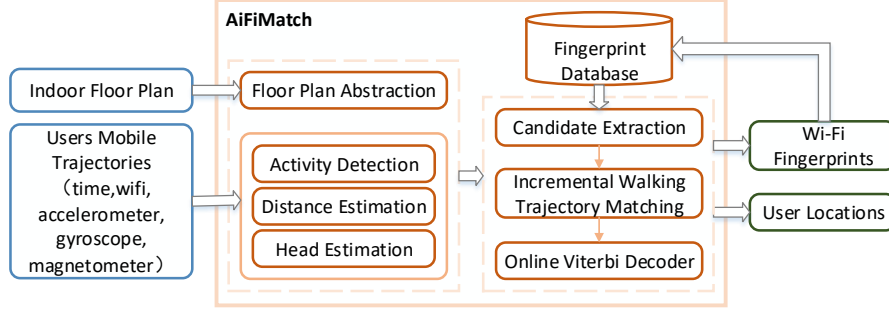 AiFiMatch
Indoor Floor Plan
Users Mobile
Trajectories
（time,wifi,
accelerometer,
gyroscope,
magnetometer）
Floor Plan Abstraction
Activity Detection
Distance Estimation
Head Estimation
Fingerprint
Database
Candidate Extraction
Incremental Walking
Trajectory Matching
Online Viterbi Decoder
Wi-Fi
Fingerprints
User Locations